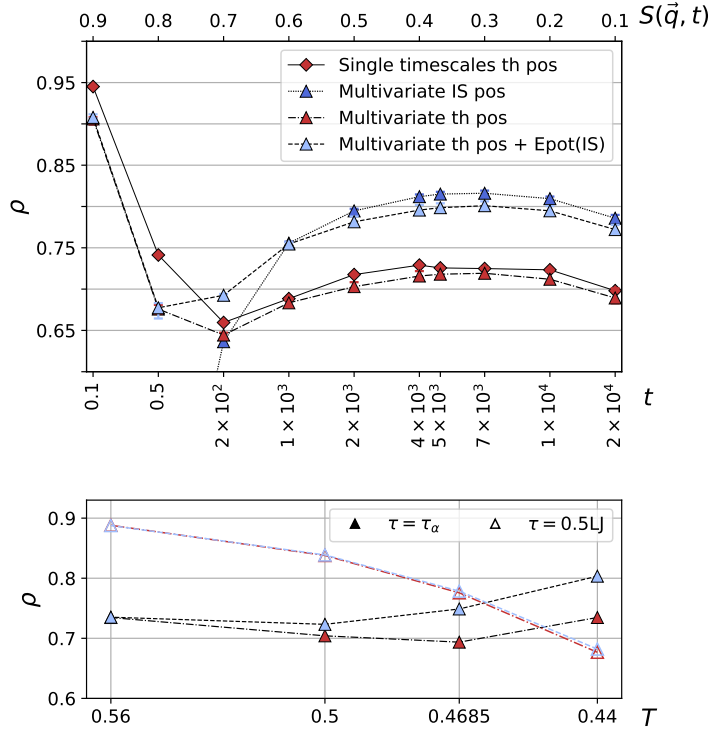 0.9 0.8 0.7 0.6 0.5 0.4 0.3 0.2 0.1 S(q⃗, t)
Single timescales th pos
Multivariate IS pos
Multivariate th pos
Multivariate th pos + Epot(IS)
0.95
0.85
0.75
0.65
ρ
0.1 0.5 2 × 10² 1 × 10³ 2 × 10³ 4 × 10³ 5 × 10³ 7 × 10³ 1 × 10⁴ 2 × 10⁴ t
τ = τα τ = 0.5LJ
0.9
0.8
0.7
0.6
ρ
0.56 0.5 0.4685 0.44 T